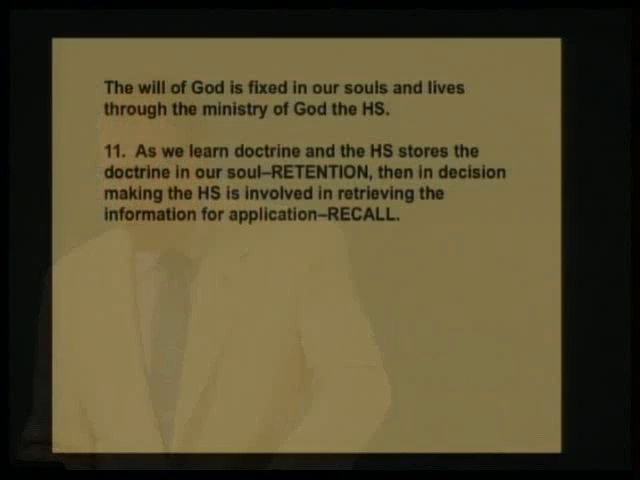 The will of God is fixed in our souls and lives
through the ministry of God the HS.
11. As we learn doctrine and the HS stores the
doctrine in our soul–RETENTION, then in decision
making the HS is involved in retrieving the
information for application–RECALL.